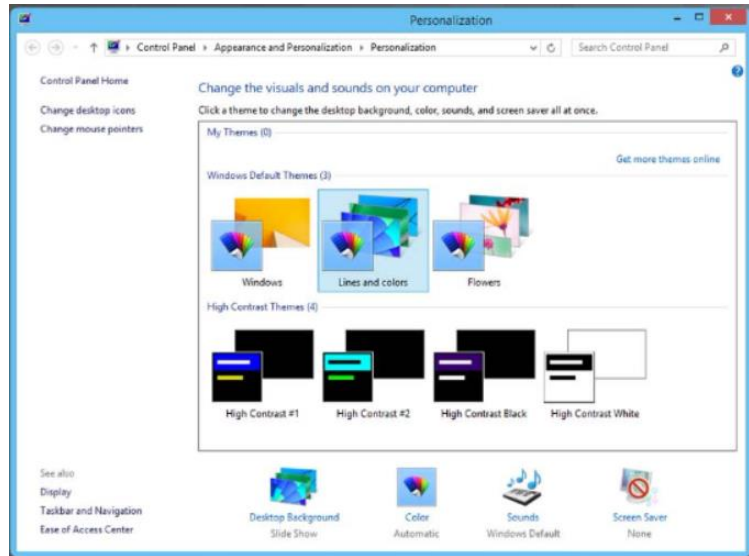 Personalization
Control Panel › Appearance and Personalization › Personalization
Search Control Panel
Control Panel Home
Change desktop icons
Change mouse pointers
Change the visuals and sounds on your computer
Click a theme to change the desktop background, color, sounds, and screen saver all at once.
My Themes (0)
Get more themes online
Windows Default Themes (3)
Windows
Lines and colors
Flowers
High Contrast Themes (4)
High Contrast #1
High Contrast #2
High Contrast Black
High Contrast White
See also
Display
Taskbar and Navigation
Ease of Access Center
Desktop Background
Slide Show
Color
Automatic
Sounds
Windows Default
Screen Saver
None